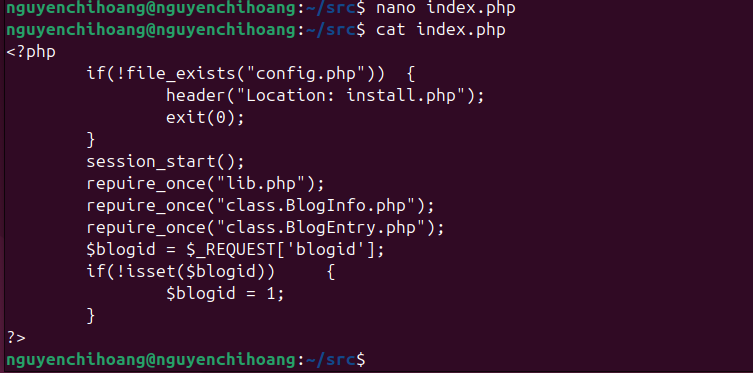 nguyenchihoang@nguyenchihoang:~/src$ nano index.php
nguyenchihoang@nguyenchihoang:~/src$ cat index.php
<?php
        if(!file_exists("config.php"))  {
                header("Location: install.php");
                exit(0);
        }
        session_start();
        repuire_once("lib.php");
        repuire_once("class.BlogInfo.php");
        repuire_once("class.BlogEntry.php");
        $blogid = $_REQUEST['blogid'];
        if(!isset($blogid))     {
                $blogid = 1;
        }
?>
nguyenchihoang@nguyenchihoang:~/src$